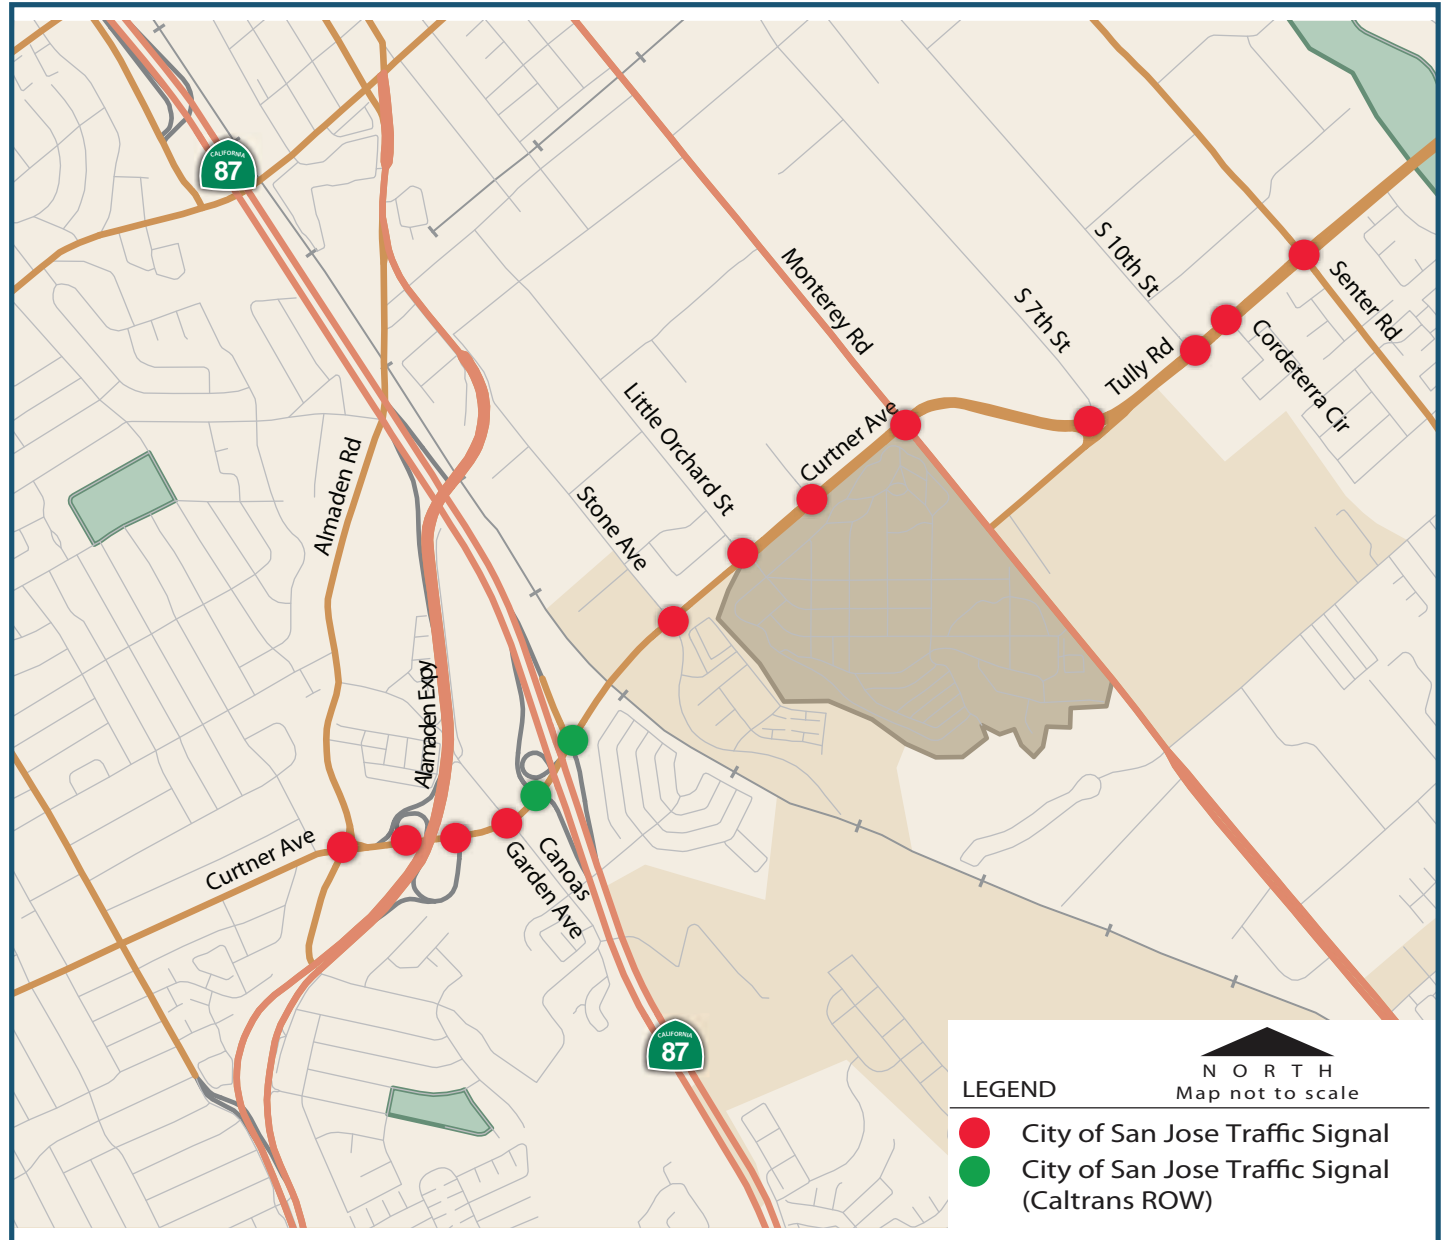 CALIFORNIA
87
S 10th St
Monterey Rd
Senter Rd
S 7th St
Cordeterra Cir
Tully Rd
Little Orchard St
Curtner Ave
Almaden Rd
Stone Ave
Alamaden Expy
Curtner Ave
Canoas
Garden Ave
CALIFORNIA
87
NORTH
Map not to scale
LEGEND
City of San Jose Traffic Signal
City of San Jose Traffic Signal
(Caltrans ROW)